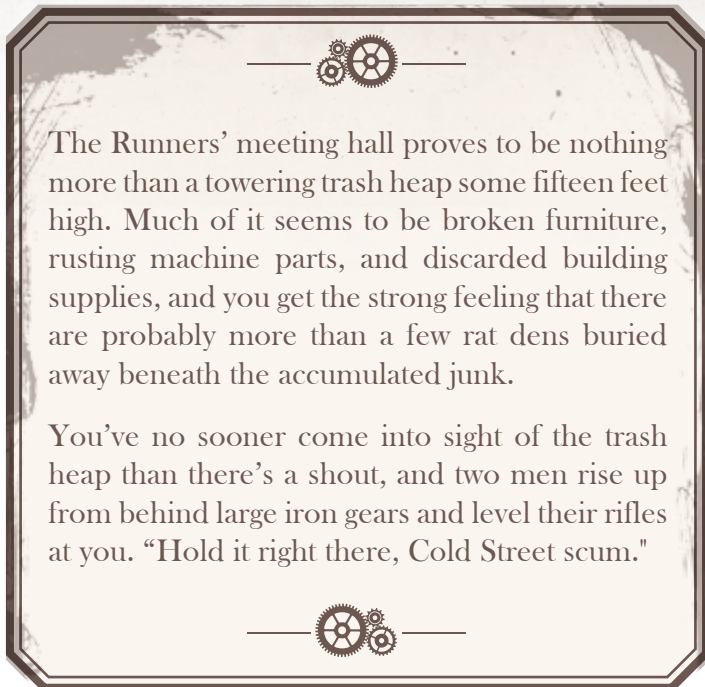 The Runners’ meeting hall proves to be nothing
more than a towering trash heap some fifteen feet
high. Much of it seems to be broken furniture,
rusting machine parts, and discarded building
supplies, and you get the strong feeling that there
are probably more than a few rat dens buried
away beneath the accumulated junk.
You’ve no sooner come into sight of the trash
heap than there’s a shout, and two men rise up
from behind large iron gears and level their rifles
at you. “Hold it right there, Cold Street scum."